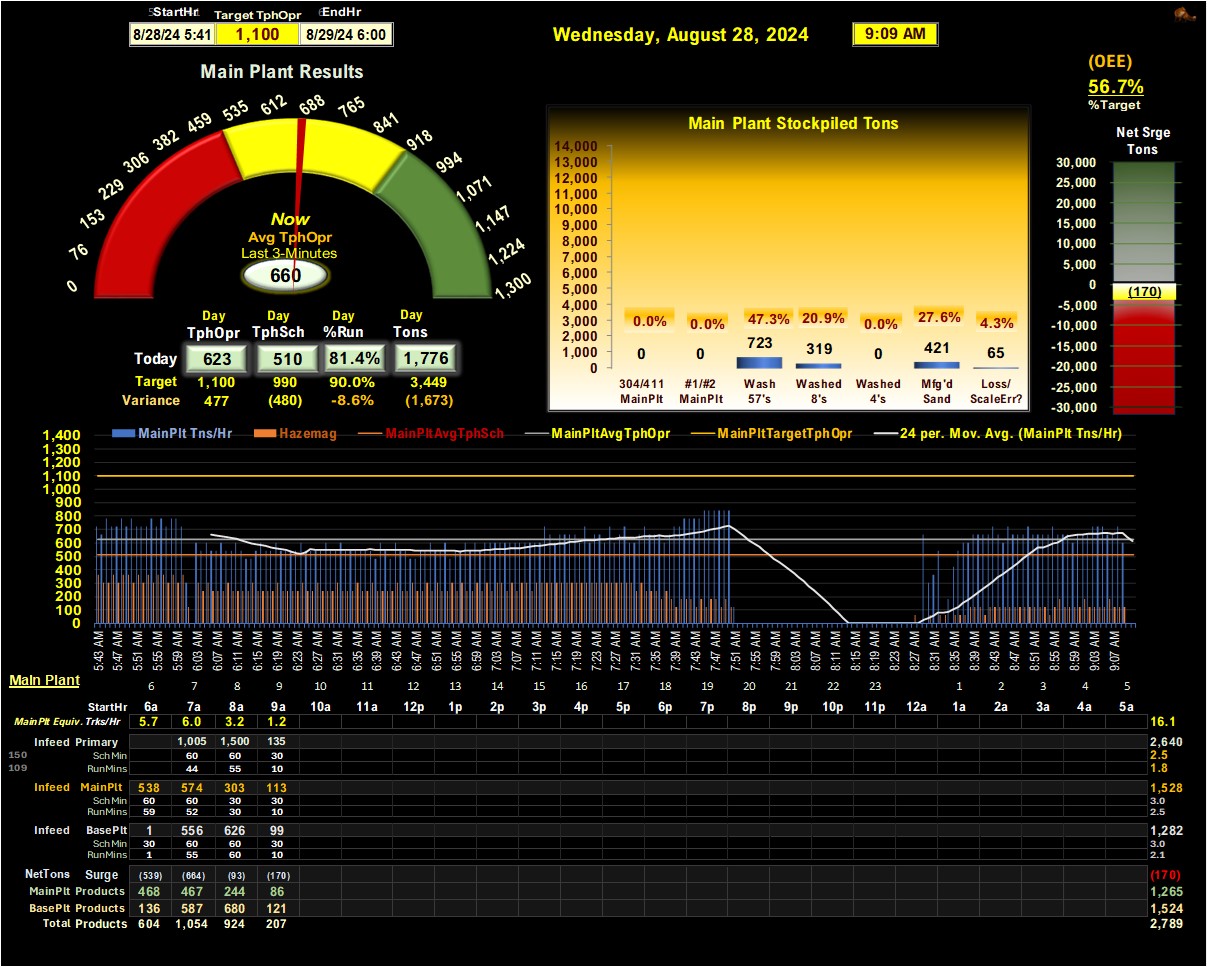 StartHr Target TphOpr EndHr
8/28/24 5:41 1,100 8/29/24 6:00
Wednesday, August 28, 2024 9:09 AM
(OEE)
56.7%
%Target
Main Plant Results
0 76 153 229 306 382 459 535 612 688 765 841 918 994 1,071 1,147 1,224 1,300
Now
Avg TphOpr
Last 3-Minutes
660
Day Day Day Day
TphOpr TphSch %Run Tons
Today 623 510 81.4% 1,776
Target 1,100 990 90.0% 3,449
Variance 477 (480) -8.6% (1,673)
Main Plant Stockpiled Tons
14,000
13,000
12,000
11,000
10,000
9,000
8,000
7,000
6,000
5,000
4,000
3,000
2,000
1,000
0
0.0% 0.0% 47.3% 20.9% 0.0% 27.6% 4.3%
0 0 723 319 0 421 65
304/411 #1/#2 Wash Washed Washed Mfg'd Loss/
MainPlt MainPlt 57's 8's 4's Sand ScaleErr?
Net Srge
Tons
30,000
25,000
20,000
15,000
10,000
5,000
0
(170)
-5,000
-10,000
-15,000
-20,000
-25,000
-30,000
MainPlt Tns/Hr Hazemag MainPltAvgTphSch MainPltAvgTphOpr MainPltTargetTphOpr 24 per. Mov. Avg. (MainPlt Tns/Hr)
1,400
1,300
1,200
1,100
1,000
900
800
700
600
500
400
300
200
100
0
5:43 AM 5:47 AM 5:51 AM 5:55 AM 5:59 AM 6:03 AM 6:07 AM 6:11 AM 6:15 AM 6:19 AM 6:23 AM 6:27 AM 6:31 AM 6:35 AM 6:39 AM 6:43 AM 6:47 AM 6:51 AM 6:55 AM 6:59 AM 7:03 AM 7:07 AM 7:11 AM 7:15 AM 7:19 AM 7:23 AM 7:27 AM 7:31 AM 7:35 AM 7:39 AM 7:43 AM 7:47 AM 7:51 AM 7:55 AM 7:59 AM 8:03 AM 8:07 AM 8:11 AM 8:15 AM 8:19 AM 8:23 AM 8:27 AM 8:31 AM 8:35 AM 8:39 AM 8:43 AM 8:47 AM 8:51 AM 8:55 AM 8:59 AM 9:03 AM 9:07 AM
Main Plant
6 7 8 9 10 11 12 13 14 15 16 17 18 19 20 21 22 23 1 2 3 4 5
StartHr 6a 7a 8a 9a 10a 11a 12p 1p 2p 3p 4p 5p 6p 7p 8p 9p 10p 11p 12a 1a 2a 3a 4a 5a
MainPlt Equiv. Trks/Hr 5.7 6.0 3.2 1.2 16.1
Infeed Primary 1,005 1,500 135 2,640
150 Sch Min 60 60 30 2.5
109 RunMins 44 55 10 1.8
Infeed MainPlt 538 574 303 113 1,528
Sch Min 60 60 30 30 3.0
RunMins 59 52 30 10 2.5
Infeed BasePlt 1 556 626 99 1,282
Sch Min 30 60 60 30 3.0
RunMins 1 55 60 10 2.1
NetTons Surge (539) (664) (93) (170) (170)
MainPlt Products 468 467 244 86 1,265
BasePlt Products 136 587 680 121 1,524
Total Products 604 1,054 924 207 2,789